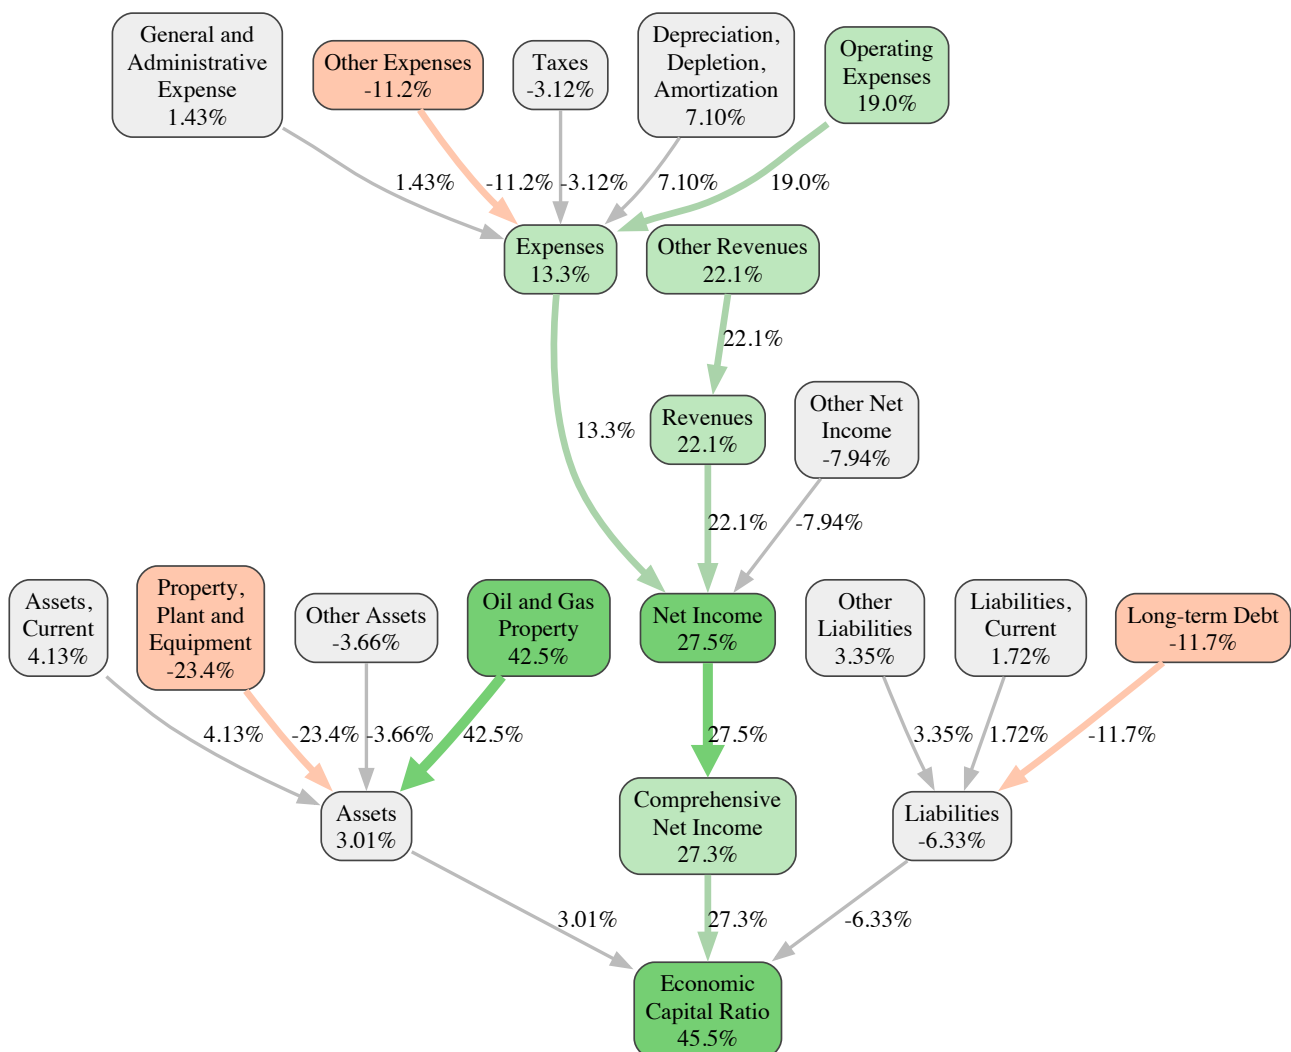 General and
Administrative
Expense
1.43%
Other Expenses
-11.2%
Taxes
-3.12%
Depreciation,
Depletion,
Amortization
7.10%
Operating
Expenses
19.0%
1.43%
-11.2%
-3.12%
7.10%
19.0%
Expenses
13.3%
Other Revenues
22.1%
22.1%
13.3%
Revenues
22.1%
Other Net
Income
-7.94%
22.1%
-7.94%
Assets,
Current
4.13%
Property,
Plant and
Equipment
-23.4%
Other Assets
-3.66%
Oil and Gas
Property
42.5%
Net Income
27.5%
Other
Liabilities
3.35%
Liabilities,
Current
1.72%
Long-term Debt
-11.7%
4.13%
-23.4%
-3.66%
42.5%
27.5%
3.35%
1.72%
-11.7%
Assets
3.01%
Comprehensive
Net Income
27.3%
Liabilities
-6.33%
3.01%
27.3%
-6.33%
Economic
Capital Ratio
45.5%